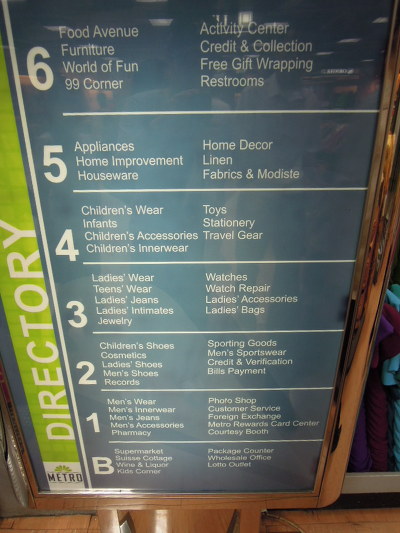 DIRECTORY
6
Food Avenue
Furniture
World of Fun
99 Corner
Activity Center
Credit & Collection
Free Gift Wrapping
Restrooms
5
Appliances
Home Improvement
Houseware
Home Decor
Linen
Fabrics & Modiste
4
Children's Wear
Infants
Children's Accessories
Children's Innerwear
Toys
Stationery
Travel Gear
3
Ladies' Wear
Teens' Wear
Ladies' Jeans
Ladies' Intimates
Jewelry
Watches
Watch Repair
Ladies' Accessories
Ladies' Bags
2
Children's Shoes
Cosmetics
Ladies' Shoes
Men's Shoes
Records
Sporting Goods
Men's Sportswear
Credit & Verification
Bills Payment
1
Men's Wear
Men's Innerwear
Men's Jeans
Men's Accessories
Pharmacy
Photo Shop
Customer Service
Foreign Exchange
Metro Rewards Card Center
Courtesy Booth
B
Supermarket
Suisse Cottage
Wine & Liquor
Kids Corner
Package Counter
Wholesale Office
Lotto Outlet
METRO